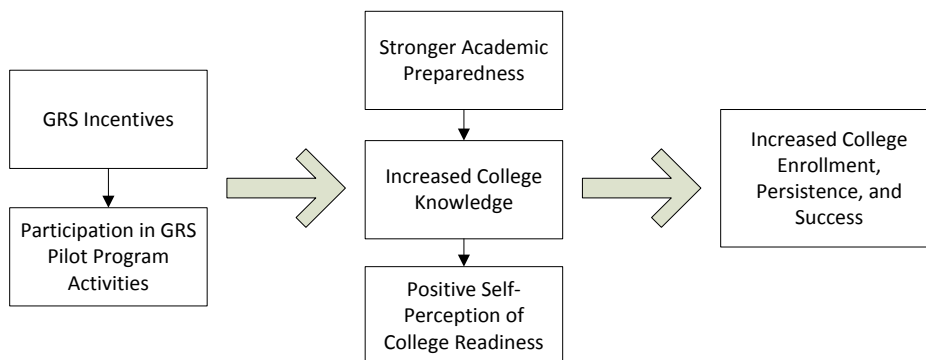 GRS Incentives
Participation in GRS
Pilot Program
Activities
Stronger Academic
Preparedness
Increased College
Knowledge
Positive Self-
Perception of
College Readiness
Increased College
Enrollment,
Persistence, and
Success